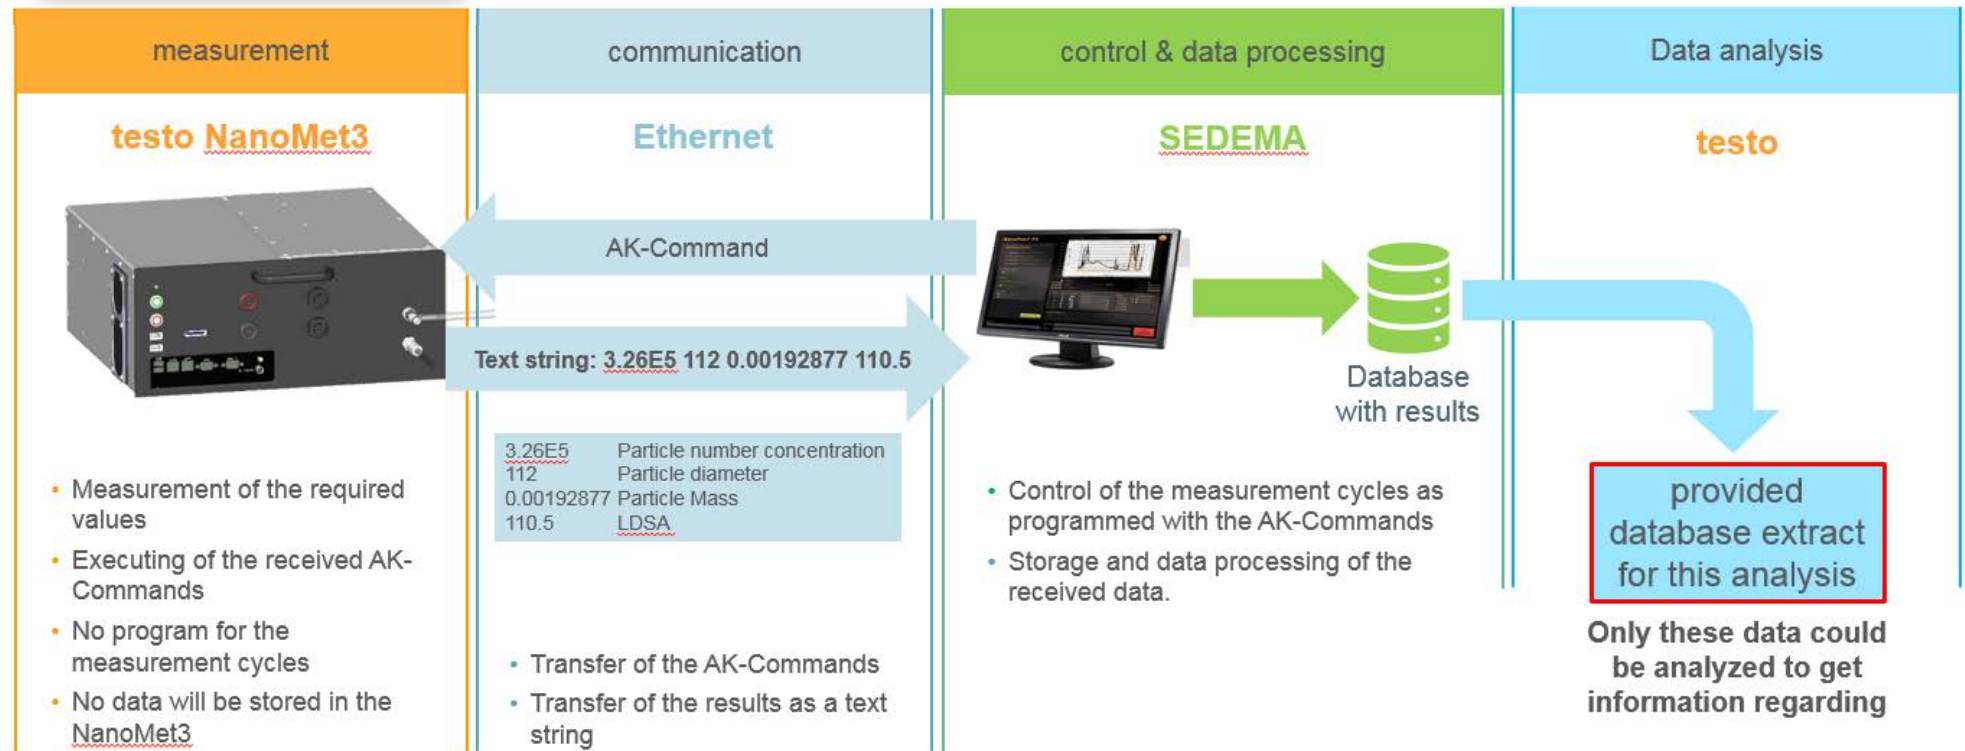 measurement
communication
control & data processing
Data analysis
testo NanoMet3
Ethernet
SEDEMA
testo
AK-Command
Text string: 3.26E5 112 0.00192877 110.5
Database
with results
3.26E5 Particle number concentration
112 Particle diameter
0.00192877 Particle Mass
110.5 LDSA
• Measurement of the required
values
• Executing of the received AK-
Commands
• No program for the
measurement cycles
• No data will be stored in the
NanoMet3
• Transfer of the AK-Commands
• Transfer of the results as a text
string
• Control of the measurement cycles as
programmed with the AK-Commands
• Storage and data processing of the
received data.
provided
database extract
for this analysis
Only these data could
be analyzed to get
information regarding